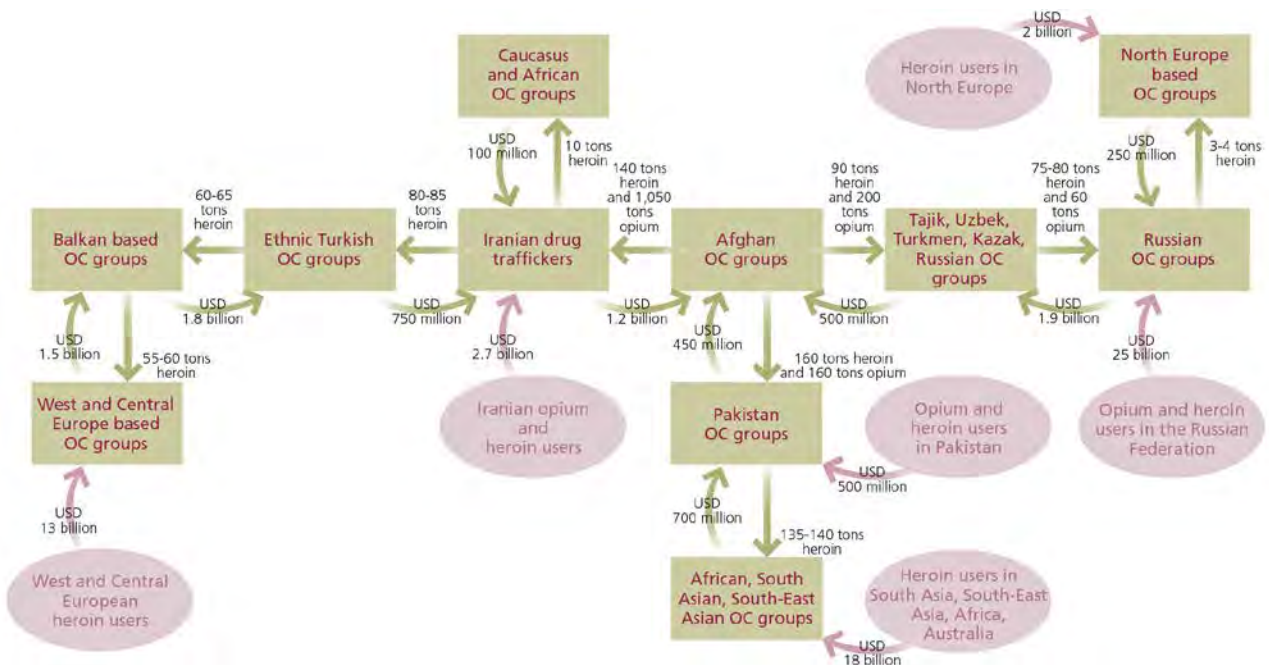 USD
2 billion
Heroin users in
North Europe
North Europe
based
OC groups
Caucasus
and African
OC groups
USD
100 million
10 tons
heroin
USD
250 million
3-4 tons
heroin
60-65
tons
heroin
80-85
tons
heroin
140 tons
heroin
and 1,050
tons
opium
90 tons
heroin
and 200
tons
opium
75-80 tons
heroin
and 60
tons
opium
Balkan based
OC groups
Ethnic Turkish
OC groups
Iranian drug
traffickers
Afghan
OC groups
Tajik, Uzbek,
Turkmen, Kazak,
Russian OC
groups
Russian
OC groups
USD
1.8 billion
USD
750 million
USD
1.2 billion
USD
500 million
USD
1.9 billion
USD
1.5 billion
55-60 tons
heroin
USD
2.7 billion
USD
450 million
160 tons heroin
and 160 tons opium
USD
25 billion
West and Central
Europe based
OC groups
Iranian opium
and
heroin users
Pakistan
OC groups
Opium and
heroin users
in Pakistan
Opium and heroin
users in the Russian
Federation
USD
500 million
USD
13 billion
USD
700 million
135-140 tons
heroin
West and Central
European
heroin users
African, South
Asian, South-East
Asian OC groups
Heroin users in
South Asia, South-East
Asia, Africa,
Australia
USD
18 billion